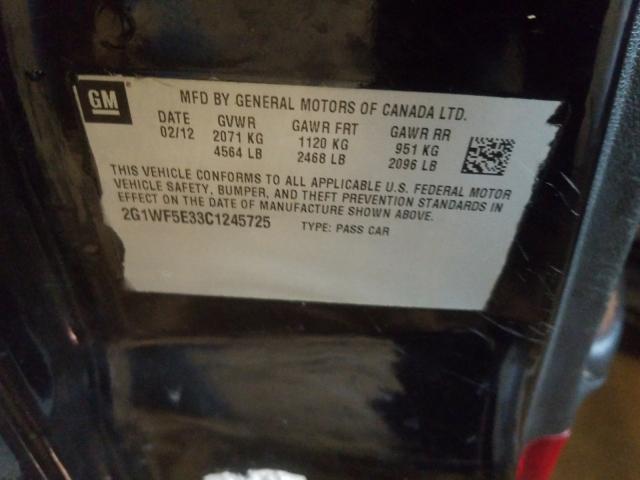 GM
MFD BY GENERAL MOTORS OF CANADA LTD.
DATE GVWR GAWR FRT GAWR RR
02/12 2071 KG 1120 KG 951 KG
4564 LB 2468 LB 2096 LB
THIS VEHICLE CONFORMS TO ALL APPLICABLE U.S. FEDERAL MOTOR
VEHICLE SAFETY, BUMPER, AND THEFT PREVENTION STANDARDS IN
EFFECT ON THE DATE OF MANUFACTURE SHOWN ABOVE.
2G1WF5E33C1245725 TYPE: PASS CAR